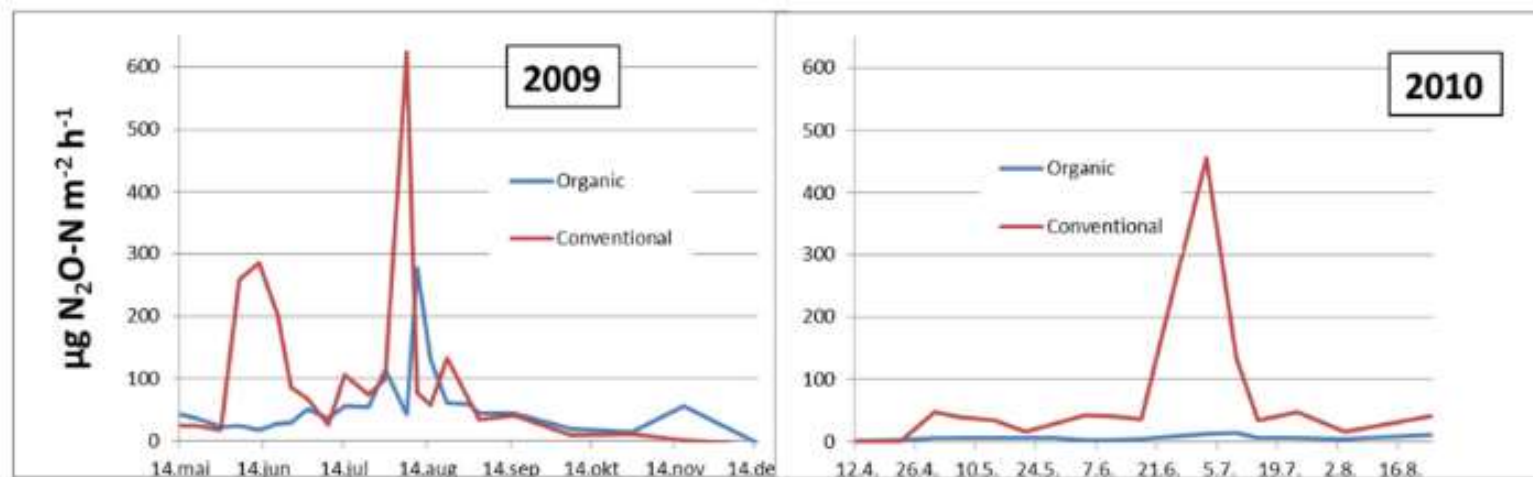 µg N₂O-N m⁻² h⁻¹
2009
600
500
400
300
200
100
0
Organic
Conventional
14.mai 14.jun 14.jul 14.aug 14.sep 14.okt 14.nov 14.de
2010
600
500
400
300
200
100
0
Organic
Conventional
12.4. 26.4. 10.5. 24.5. 7.6. 21.6. 5.7. 19.7. 2.8. 16.8.